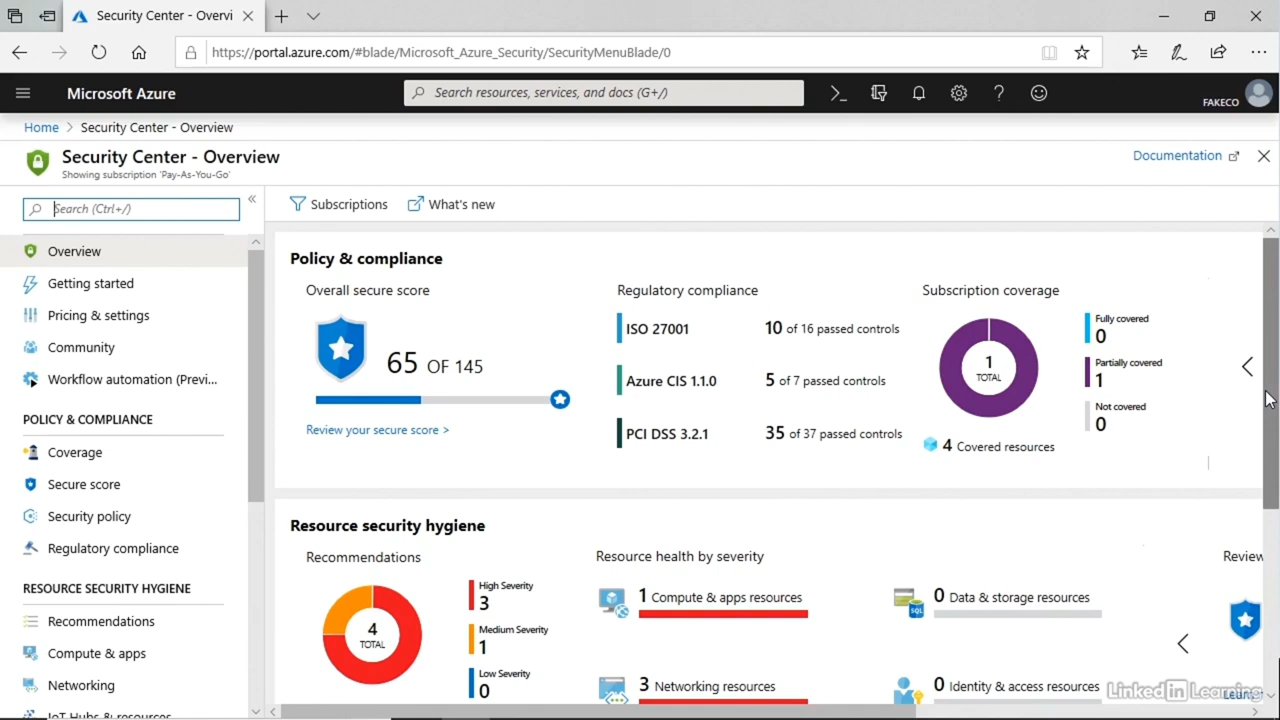 Security Center - Overvi
https://portal.azure.com/#blade/Microsoft_Azure_Security/SecurityMenuBlade/0
Microsoft Azure
Search resources, services, and docs (G+/)
FAKECO
Home > Security Center - Overview
Security Center - Overview
Showing subscription 'Pay-As-You-Go'
Documentation
Search (Ctrl+/)
«
Subscriptions
What's new
Overview
Getting started
Pricing & settings
Community
Workflow automation (Previ...
POLICY & COMPLIANCE
Coverage
Secure score
Security policy
Regulatory compliance
RESOURCE SECURITY HYGIENE
Recommendations
Compute & apps
Networking
IoT Hubs & resources
Policy & compliance
Overall secure score
65 OF 145
Review your secure score >
Regulatory compliance
ISO 27001 10 of 16 passed controls
Azure CIS 1.1.0 5 of 7 passed controls
PCI DSS 3.2.1 35 of 37 passed controls
Subscription coverage
1
TOTAL
Fully covered
0
Partially covered
1
Not covered
0
4 Covered resources
Resource security hygiene
Recommendations
4
TOTAL
High Severity
3
Medium Severity
1
Low Severity
0
Resource health by severity
1 Compute & apps resources
0 Data & storage resources
3 Networking resources
0 Identity & access resources
Review
Learn
LinkedIn Learning